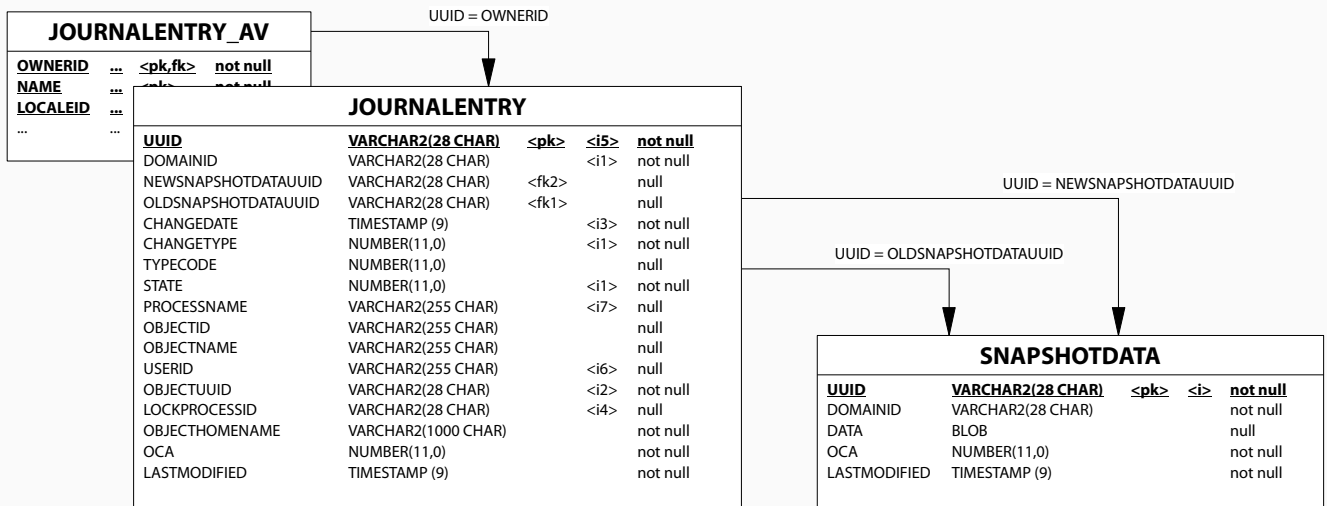 UUID = OWNERID
JOURNALENTRY_AV
OWNERID ... <pk,fk> not null
NAME ... <pk> not null
LOCALEID ...
... ...
JOURNALENTRY
UUID VARCHAR2(28 CHAR) <pk> <i5> not null
DOMAINID VARCHAR2(28 CHAR) <i1> not null
NEWSNAPSHOTDATAUUID VARCHAR2(28 CHAR) <fk2> null
OLDSNAPSHOTDATAUUID VARCHAR2(28 CHAR) <fk1> null
CHANGEDATE TIMESTAMP (9) <i3> not null
CHANGETYPE NUMBER(11,0) <i1> not null
TYPECODE NUMBER(11,0) null
STATE NUMBER(11,0) <i1> not null
PROCESSNAME VARCHAR2(255 CHAR) <i7> null
OBJECTID VARCHAR2(255 CHAR) null
OBJECTNAME VARCHAR2(255 CHAR) null
USERID VARCHAR2(255 CHAR) <i6> null
OBJECTUUID VARCHAR2(28 CHAR) <i2> not null
LOCKPROCESSID VARCHAR2(28 CHAR) <i4> null
OBJECTHOMENAME VARCHAR2(1000 CHAR) not null
OCA NUMBER(11,0) not null
LASTMODIFIED TIMESTAMP (9) not null
UUID = NEWSNAPSHOTDATAUUID
UUID = OLDSNAPSHOTDATAUUID
SNAPSHOTDATA
UUID VARCHAR2(28 CHAR) <pk> <i> not null
DOMAINID VARCHAR2(28 CHAR) not null
DATA BLOB null
OCA NUMBER(11,0) not null
LASTMODIFIED TIMESTAMP (9) not null